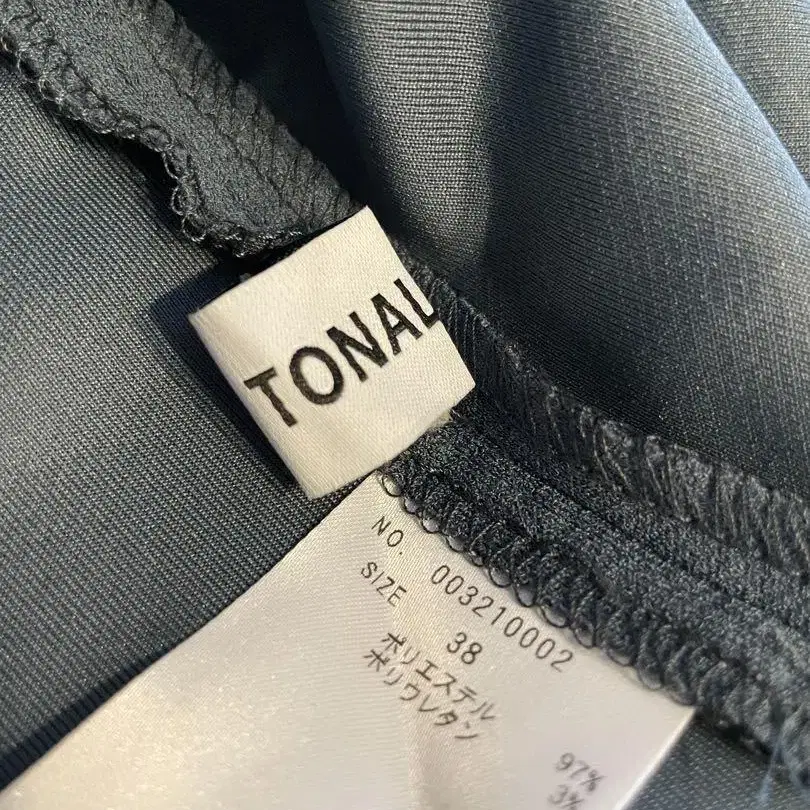 TONAL
NO. 003210002
SIZE 38
ポリエステル 97%
ポリウレタン 3%